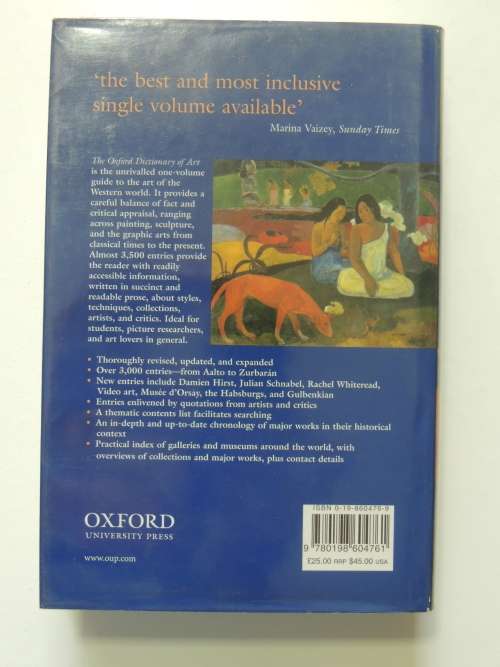 ‘the best and most inclusive
single volume available’
Marina Vaizey, Sunday Times
The Oxford Dictionary of Art
is the unrivalled one-volume
guide to the art of the
Western world. It provides a
careful balance of fact and
critical appraisal, ranging
across painting, sculpture,
and the graphic arts from
classical times to the present.
Almost 3,500 entries provide
the reader with readily
accessible information,
written in succinct and
readable prose, about styles,
techniques, collections,
artists, and critics. Ideal for
students, picture researchers,
and art lovers in general.
• Thoroughly revised, updated, and expanded
• Over 3,000 entries—from Aalto to Zurbarán
• New entries include Damien Hirst, Julian Schnabel, Rachel Whiteread,
Video art, Musée d'Orsay, the Habsburgs, and Gulbenkian
• Entries enlivened by quotations from artists and critics
• A thematic contents list facilitates searching
• An in-depth and up-to-date chronology of major works in their historical
context
• Practical index of galleries and museums around the world, with
overviews of collections and major works, plus contact details
OXFORD
UNIVERSITY PRESS
www.oup.com
ISBN 0-19-860476-9
9 780198 604761
£25.00 RRP $45.00 USA